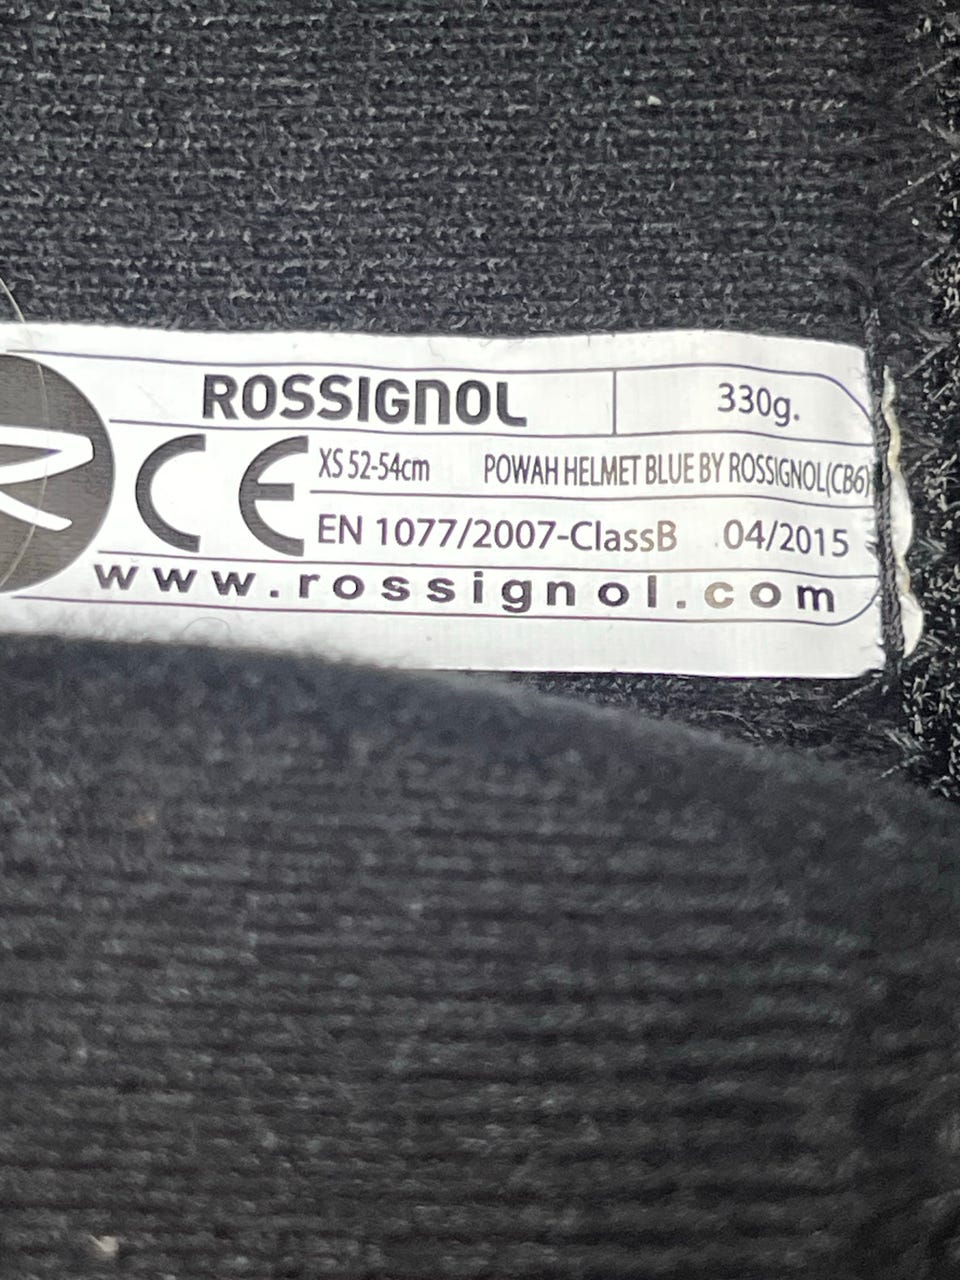 ROSSIGNOL 330g.
CE XS 52-54cm POWAH HELMET BLUE BY ROSSIGNOL(CB6)
EN 1077/2007-ClassB 04/2015
www.rossignol.com